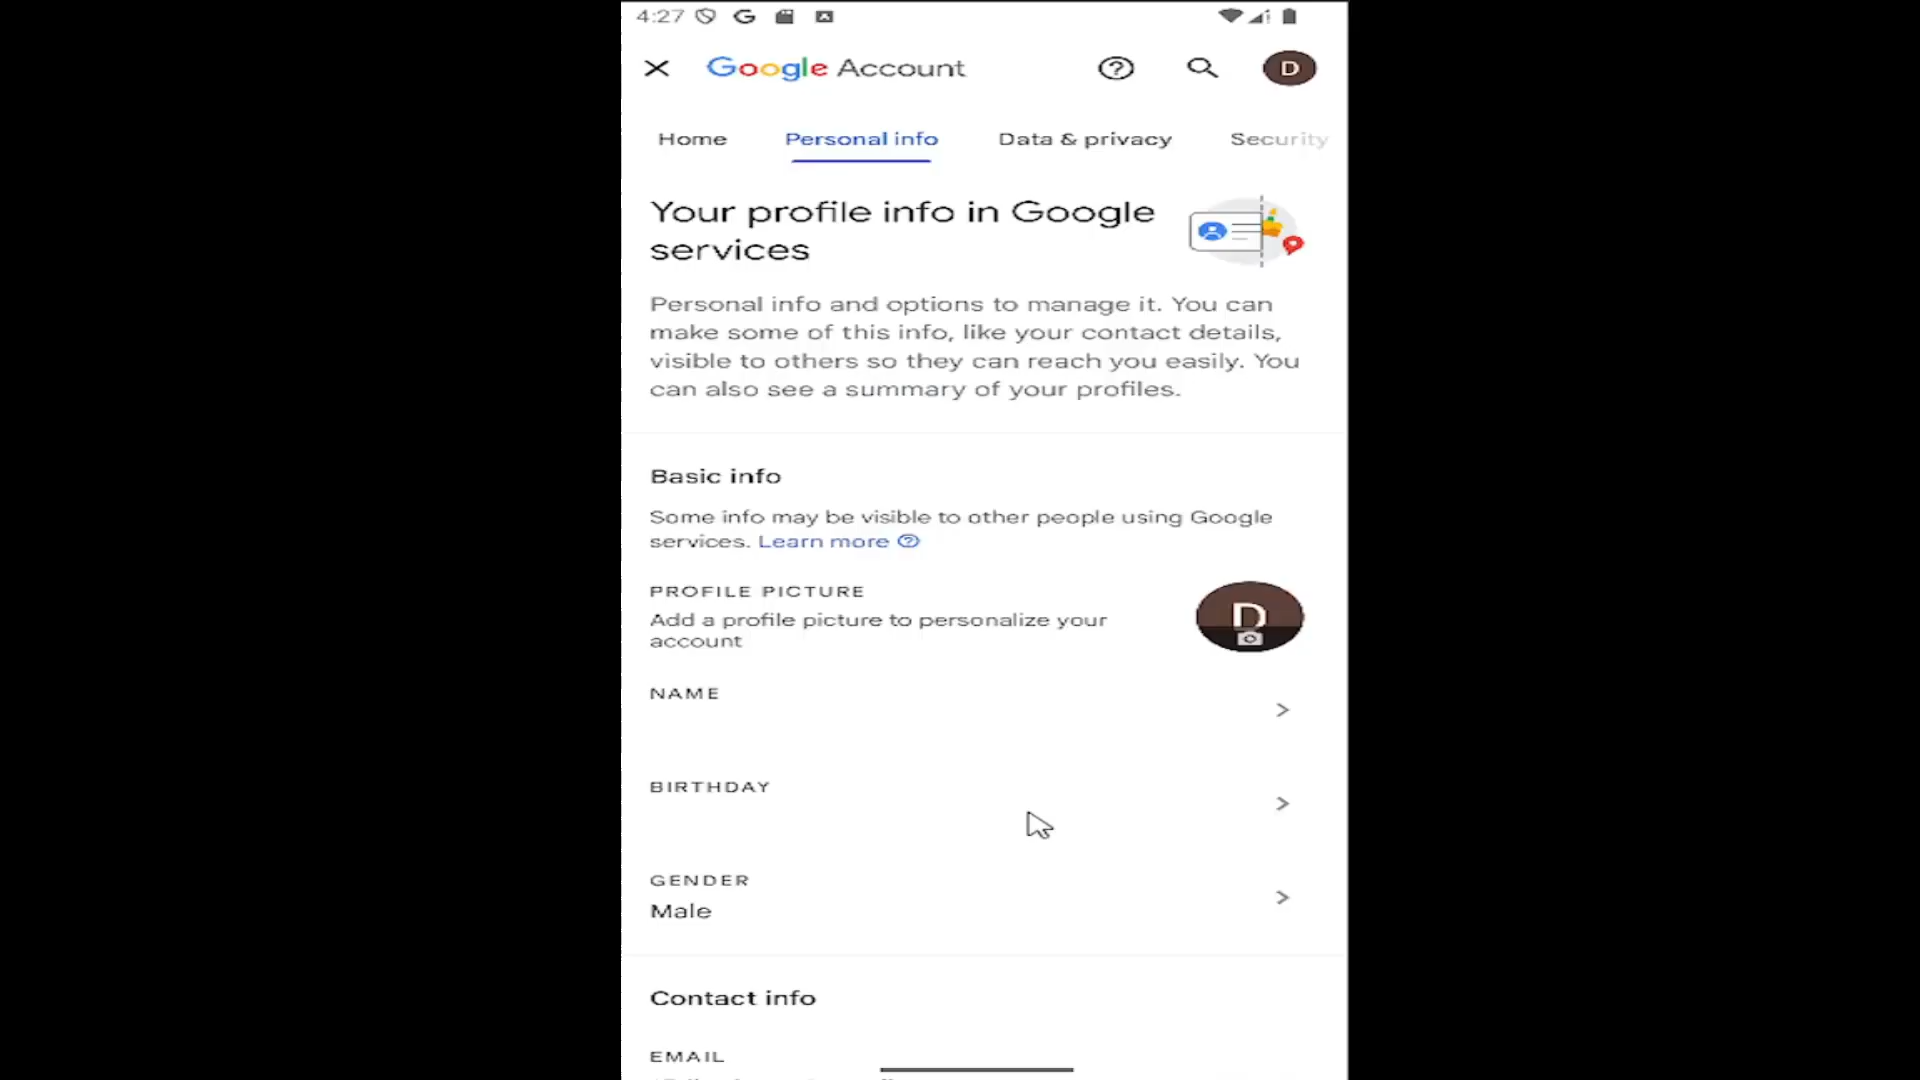 4:27
Google Account
D
Home Personal info Data & privacy Security
Your profile info in Google
services
Personal info and options to manage it. You can
make some of this info, like your contact details,
visible to others so they can reach you easily. You
can also see a summary of your profiles.
Basic info
Some info may be visible to other people using Google
services. Learn more
PROFILE PICTURE
Add a profile picture to personalize your
account
D
NAME
BIRTHDAY
GENDER
Male
Contact info
EMAIL